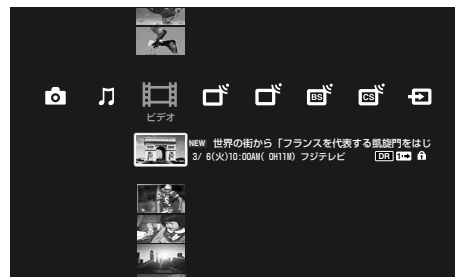 BS
CS
ビデオ
NEW 世界の街から「フランスを代表する凱旋門をはじ
3/ 6(火)10:00AM( 0H11M) フジテレビ DR